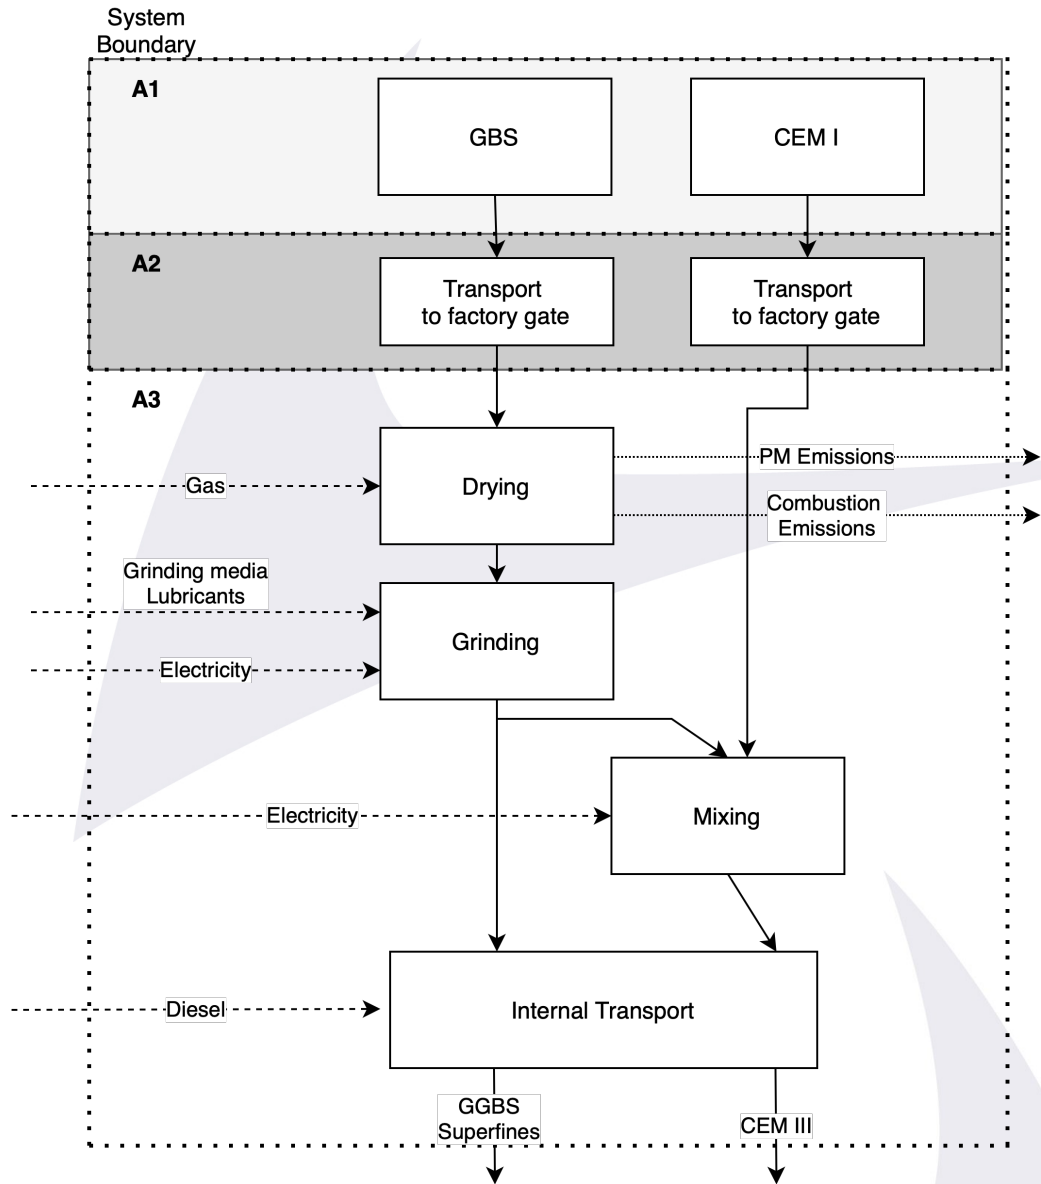 System
Boundary
A1
GBS
CEM I
A2
Transport
to factory gate
Transport
to factory gate
A3
PM Emissions
Gas
Drying
Combustion
Emissions
Grinding media
Lubricants
Grinding
Electricity
Electricity
Mixing
Diesel
Internal Transport
GGBS
Superfines
CEM III